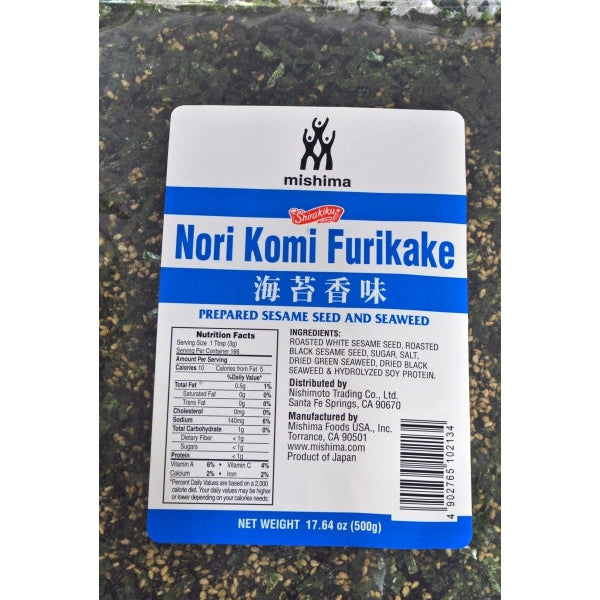 mishima
Shirakiku
Nori Komi Furikake
海苔香味
PREPARED SESAME SEED AND SEAWEED
Nutrition Facts
Serving Size 1 Tbsp (3g)
Serving Per Container 166
Amount Per Serving
Calories 10 Calories from Fat 5
%Daily Value*
Total Fat 0.5g 1%
Saturated Fat 0g 0%
Trans Fat 0g 0%
Cholesterol 0mg 0%
Sodium 140mg 6%
Total Carbohydrate 1g 0%
Dietary Fiber <1g
Sugars <1g
Protein <1g
Vitamin A 6% • Vitamin C 4%
Calcium 2% • Iron 2%
*Percent Daily Values are based on a 2,000
calorie diet. Your daily values may be higher
or lower depending on your calories needs:
INGREDIENTS:
ROASTED WHITE SESAME SEED, ROASTED
BLACK SESAME SEED, SUGAR, SALT,
DRIED GREEN SEAWEED, DRIED BLACK
SEAWEED & HYDROLYZED SOY PROTEIN.
Distributed by
Nishimoto Trading Co., Ltd.
Santa Fe Springs, CA 90670
Manufactured by
Mishima Foods USA., Inc.
Torrance, CA 90501
www.mishima.com
Product of Japan
4 902765 102134
NET WEIGHT 17.64 oz (500g)